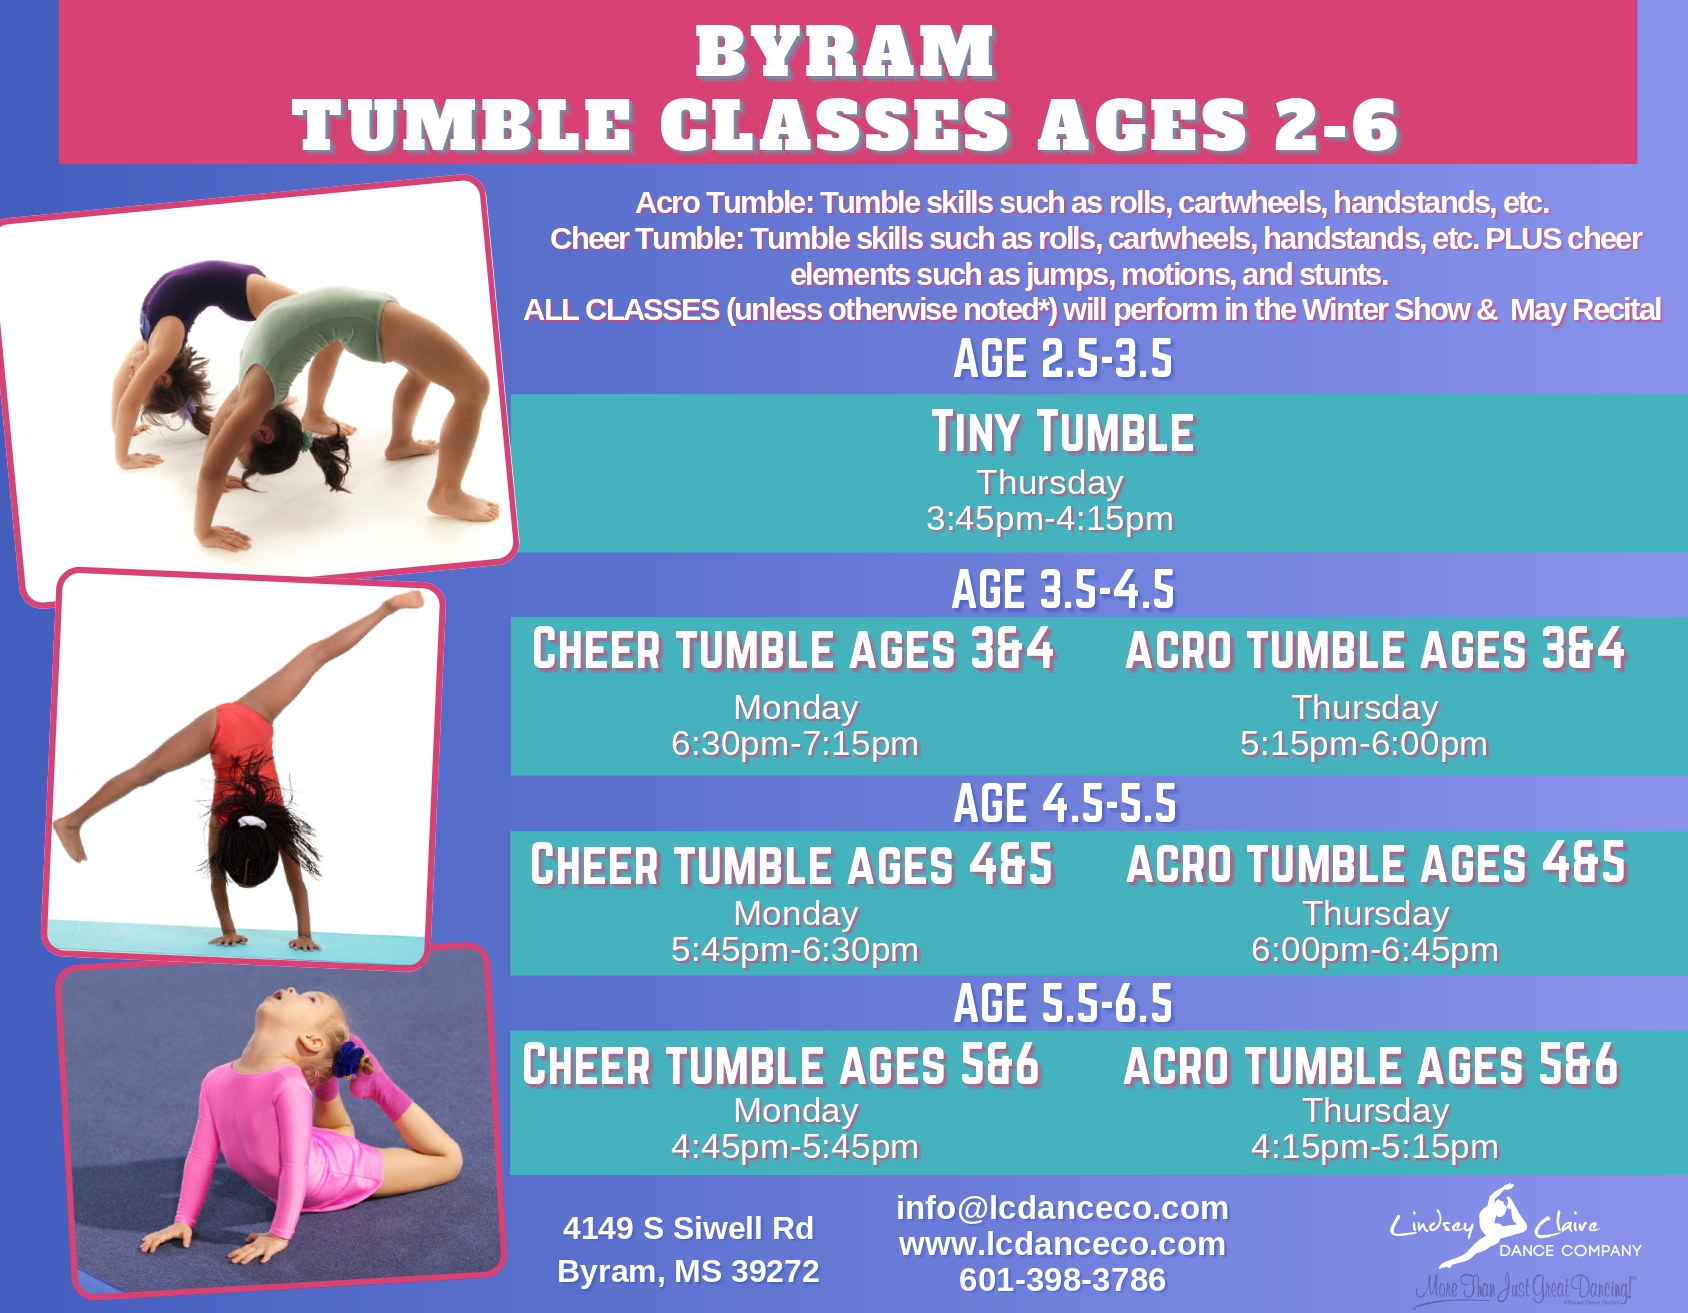 BYRAM
TUMBLE CLASSES AGES 2-6
Acro Tumble: Tumble skills such as rolls, cartwheels, handstands, etc.
Cheer Tumble: Tumble skills such as rolls, cartwheels, handstands, etc. PLUS cheer
elements such as jumps, motions, and stunts.
ALL CLASSES (unless otherwise noted*) will perform in the Winter Show & May Recital
AGE 2.5-3.5
TINY TUMBLE
Thursday
3:45pm-4:15pm
AGE 3.5-4.5
CHEER TUMBLE AGES 3&4
Monday
6:30pm-7:15pm
ACRO TUMBLE AGES 3&4
Thursday
5:15pm-6:00pm
AGE 4.5-5.5
CHEER TUMBLE AGES 4&5
Monday
5:45pm-6:30pm
ACRO TUMBLE AGES 4&5
Thursday
6:00pm-6:45pm
AGE 5.5-6.5
CHEER TUMBLE AGES 5&6
Monday
4:45pm-5:45pm
ACRO TUMBLE AGES 5&6
Thursday
4:15pm-5:15pm
4149 S Siwell Rd
Byram, MS 39272
info@lcdanceco.com
www.lcdanceco.com
601-398-3786
Lindsey Claire
DANCE COMPANY
More Than Just Great Dancing!